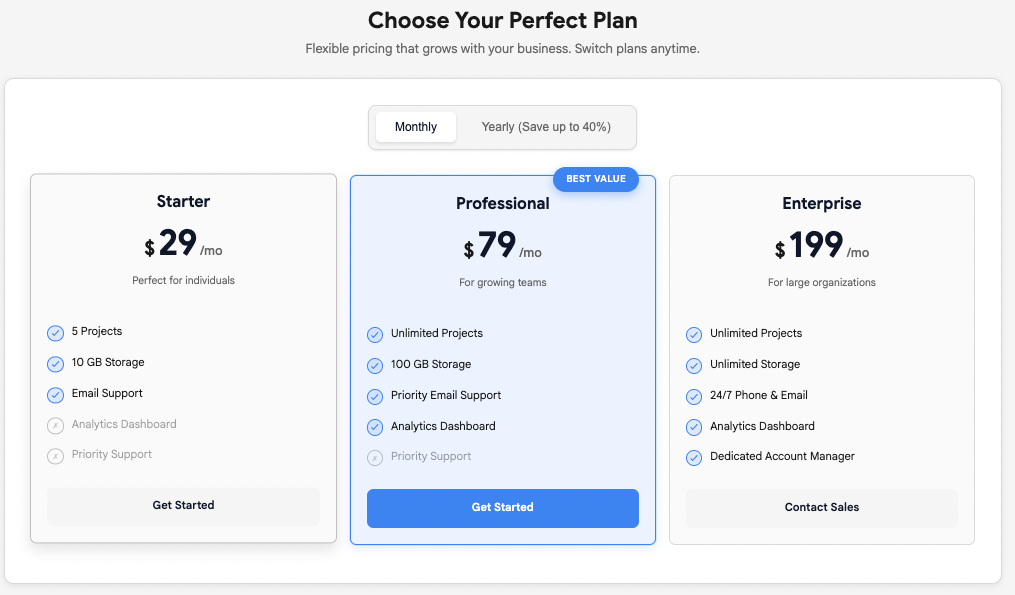 Choose Your Perfect Plan
Flexible pricing that grows with your business. Switch plans anytime.
Monthly
Yearly (Save up to 40%)
Starter
$29/mo
Perfect for individuals
5 Projects
10 GB Storage
Email Support
Analytics Dashboard
Priority Support
Get Started
BEST VALUE
Professional
$79/mo
For growing teams
Unlimited Projects
100 GB Storage
Priority Email Support
Analytics Dashboard
Priority Support
Get Started
Enterprise
$199/mo
For large organizations
Unlimited Projects
Unlimited Storage
24/7 Phone & Email
Analytics Dashboard
Dedicated Account Manager
Contact Sales